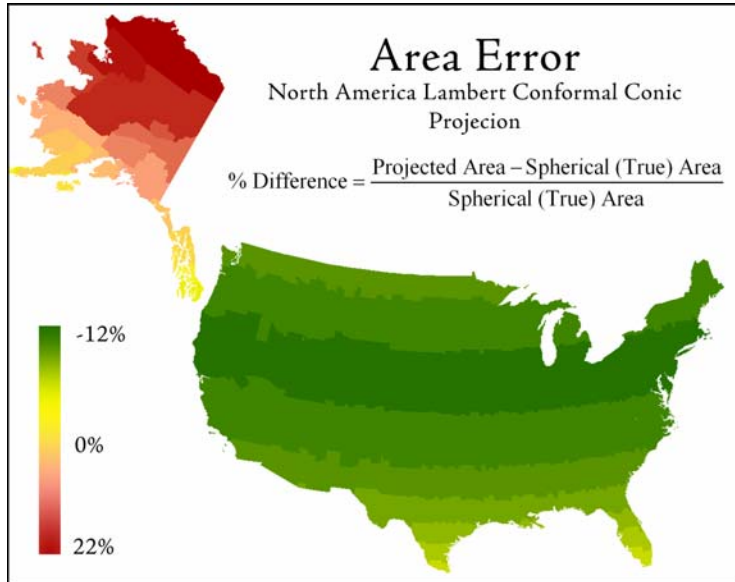 Area Error
North America Lambert Conformal Conic
Projecion
% Difference = Projected Area – Spherical (True) Area
Spherical (True) Area
-12%
0%
22%